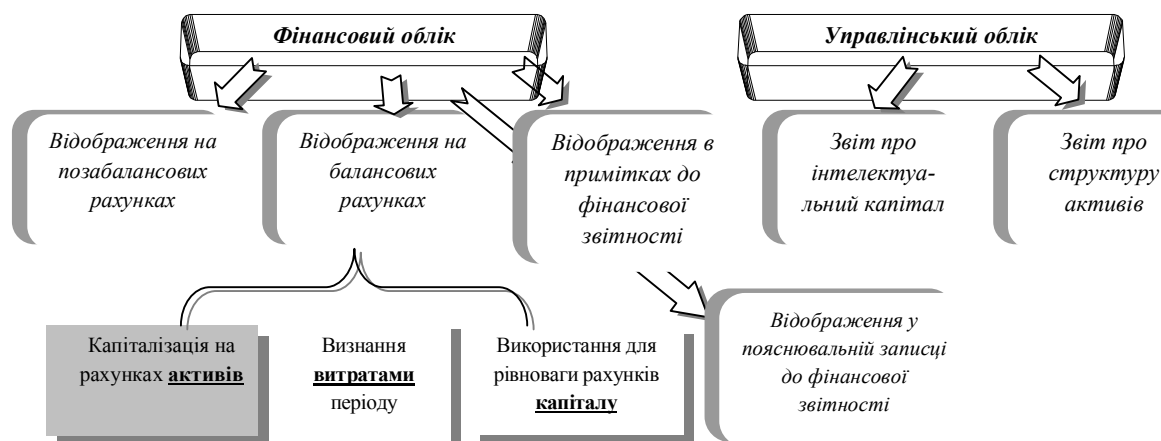 Фінансовий облік
Управлінський облік
Відображення на
позабалансових
рахунках
Відображення на
балансових
рахунках
Відображення в
примітках до
фінансової
звітності
Звіт про
інтелектуа-
льний капітал
Звіт про
структуру
активів
Капіталізація на
рахунках активів
Визнання
витратами
періоду
Використання для
рівноваги рахунків
капіталу
Відображення у
пояснювальній записці
до фінансової
звітності